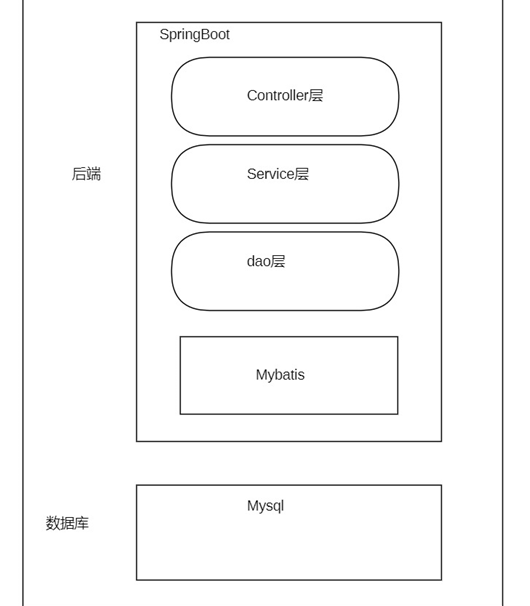 SpringBoot
Controller层
后端
Service层
dao层
Mybatis
Mysql
数据库